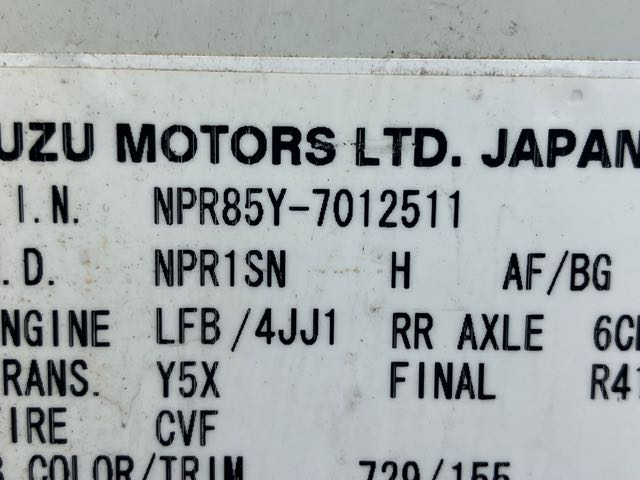 UZU MOTORS LTD. JAPAN
I.N. NPR85Y-7012511
.D. NPR1SN H AF/BG
NGINE LFB/4JJ1 RR AXLE 6C
RANS. Y5X FINAL R41
IRE CVF
COLOR/TRIM 729/155